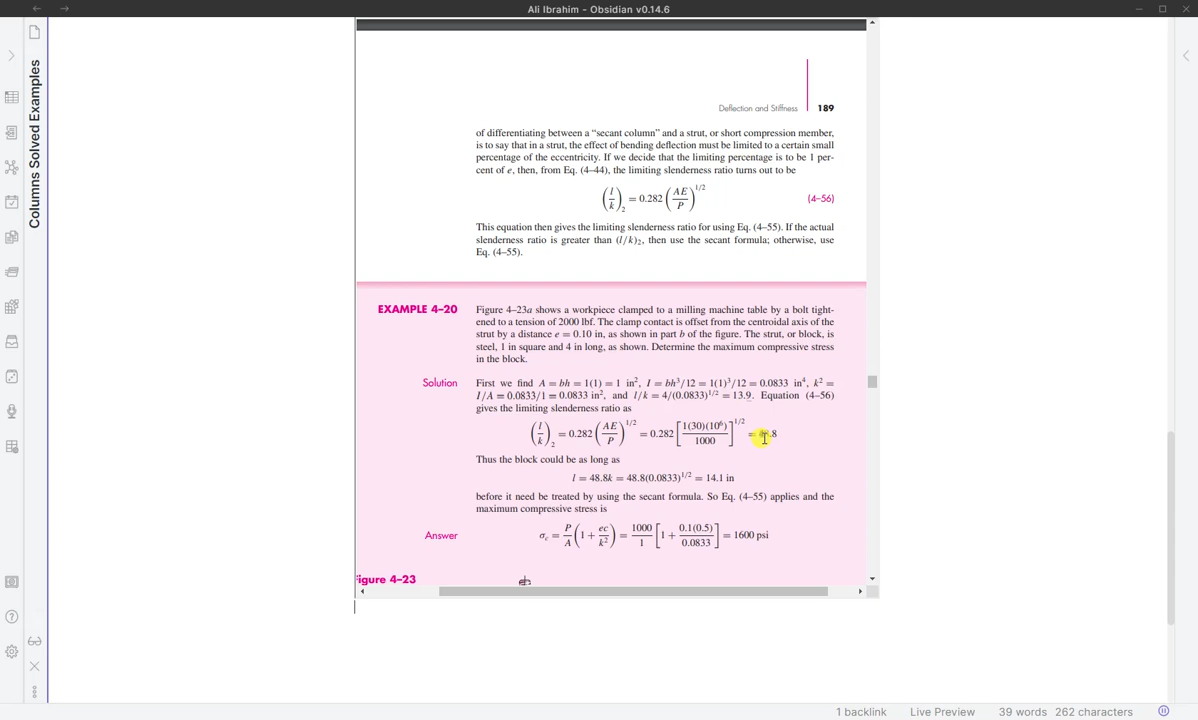 Ali Ibrahim - Obsidian v0.14.6
Columns Solved Examples
Deflection and Stiffness 189
of differentiating between a “secant column” and a strut, or short compression member,
is to say that in a strut, the effect of bending deflection must be limited to a certain small
percentage of the eccentricity. If we decide that the limiting percentage is to be 1 per-
cent of e, then, from Eq. (4–44), the limiting slenderness ratio turns out to be
(l/k)₂ = 0.282 (AE/P)^1/2 (4–56)
This equation then gives the limiting slenderness ratio for using Eq. (4–55). If the actual
slenderness ratio is greater than (l/k)₂, then use the secant formula; otherwise, use
Eq. (4–55).
EXAMPLE 4–20 Figure 4–23a shows a workpiece clamped to a milling machine table by a bolt tight-
ened to a tension of 2000 lbf. The clamp contact is offset from the centroidal axis of the
strut by a distance e = 0.10 in, as shown in part b of the figure. The strut, or block, is
steel, 1 in square and 4 in long, as shown. Determine the maximum compressive stress
in the block.
Solution First we find A = bh = 1(1) = 1 in², I = bh³/12 = 1(1)³/12 = 0.0833 in⁴, k² =
I/A = 0.0833/1 = 0.0833 in², and l/k = 4/(0.0833)^1/2 = 13.9. Equation (4–56)
gives the limiting slenderness ratio as
(l/k)₂ = 0.282 (AE/P)^1/2 = 0.282 [1(30)(10⁶)/1000]^1/2 = 48.8
Thus the block could be as long as
l = 48.8k = 48.8(0.0833)^1/2 = 14.1 in
before it need be treated by using the secant formula. So Eq. (4–55) applies and the
maximum compressive stress is
Answer σc = P/A (1 + ec/k²) = 1000/1 [1 + 0.1(0.5)/0.0833] = 1600 psi
igure 4–23
1 backlink Live Preview 39 words 262 characters